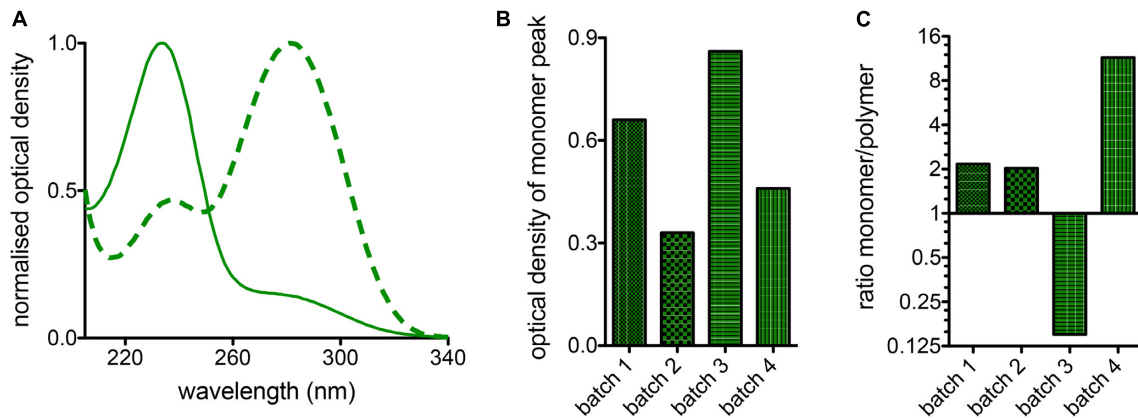 A
normalised optical density
1.0
0.5
0.0
220
260
300
340
wavelength (nm)
B
optical density of monomer peak
0.9
0.6
0.3
0.0
batch 1
batch 2
batch 3
batch 4
C
ratio monomer/polymer
16
8
4
2
1
0.5
0.25
0.125
batch 1
batch 2
batch 3
batch 4